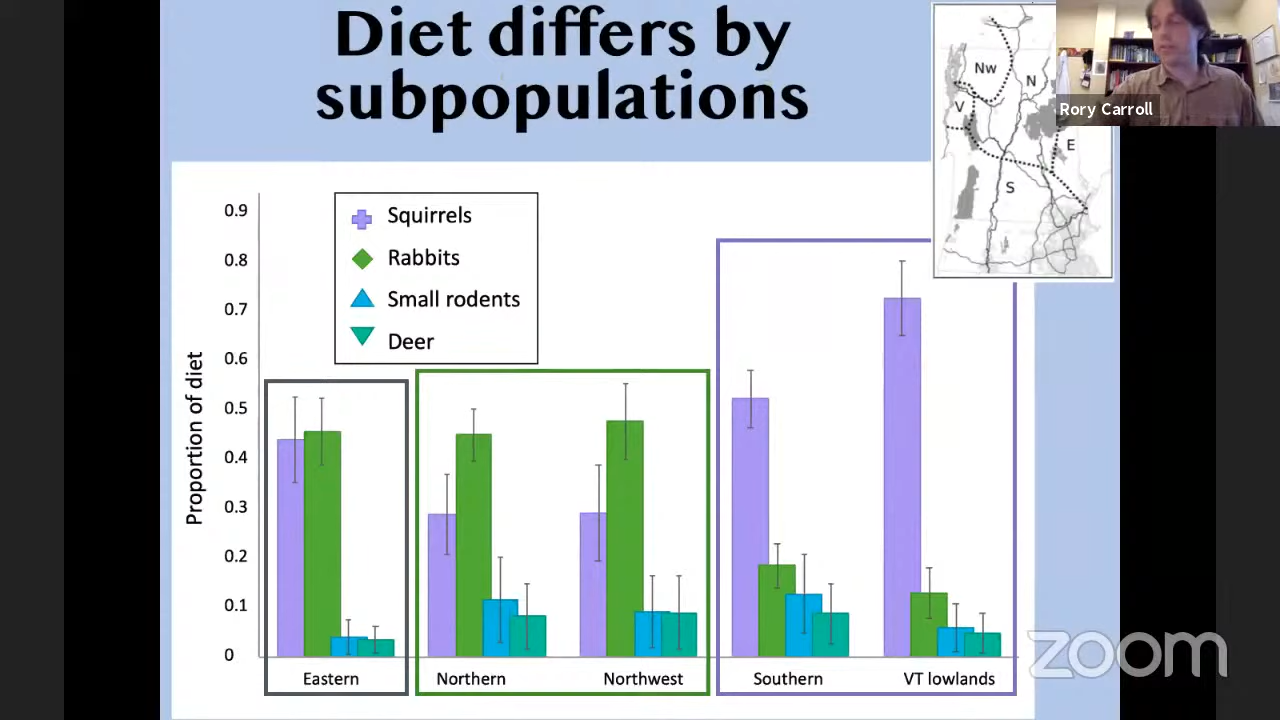 Diet differs by
subpopulations
Nw
N
V
E
S
Rory Carroll
Squirrels
Rabbits
Small rodents
Deer
Proportion of diet
0.9
0.8
0.7
0.6
0.5
0.4
0.3
0.2
0.1
0
Eastern
Northern
Northwest
Southern
VT lowlands
zoom